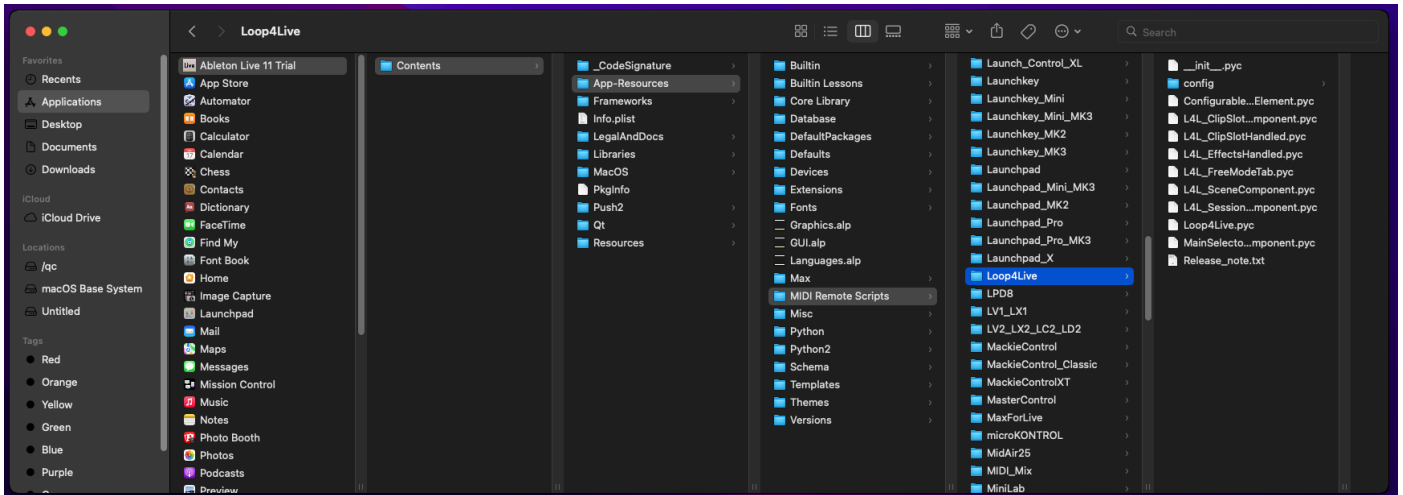 Loop4Live
Search
Favorites
Recents
Applications
Desktop
Documents
Downloads
iCloud
iCloud Drive
Locations
/qc
macOS Base System
Untitled
Tags
Red
Orange
Yellow
Green
Blue
Purple
Ableton Live 11 Trial
App Store
Automator
Books
Calculator
Calendar
Chess
Contacts
Dictionary
FaceTime
Find My
Font Book
Home
Image Capture
Launchpad
Mail
Maps
Messages
Mission Control
Music
Notes
Photo Booth
Photos
Podcasts
Preview
Contents
_CodeSignature
App-Resources
Frameworks
Info.plist
LegalAndDocs
Libraries
MacOS
PkgInfo
Push2
Qt
Resources
Builtin
Builtin Lessons
Core Library
Database
DefaultPackages
Defaults
Devices
Extensions
Fonts
Graphics.alp
GUI.alp
Languages.alp
Max
MIDI Remote Scripts
Misc
Python
Python2
Schema
Templates
Themes
Versions
Launch_Control_XL
Launchkey
Launchkey_Mini
Launchkey_Mini_MK3
Launchkey_MK2
Launchkey_MK3
Launchpad
Launchpad_Mini_MK3
Launchpad_MK2
Launchpad_Pro
Launchpad_Pro_MK3
Launchpad_X
Loop4Live
LPD8
LV1_LX1
LV2_LX2_LC2_LD2
MackieControl
MackieControl_Classic
MackieControlXT
MasterControl
MaxForLive
microKONTROL
MidAir25
MIDI_Mix
MiniLab
__init__.pyc
config
Configurable...Element.pyc
L4L_ClipSlot...mponent.pyc
L4L_ClipSlotHandled.pyc
L4L_EffectsHandled.pyc
L4L_FreeModeTab.pyc
L4L_SceneComponent.pyc
L4L_Session...mponent.pyc
Loop4Live.pyc
MainSelecto...mponent.pyc
Release_note.txt